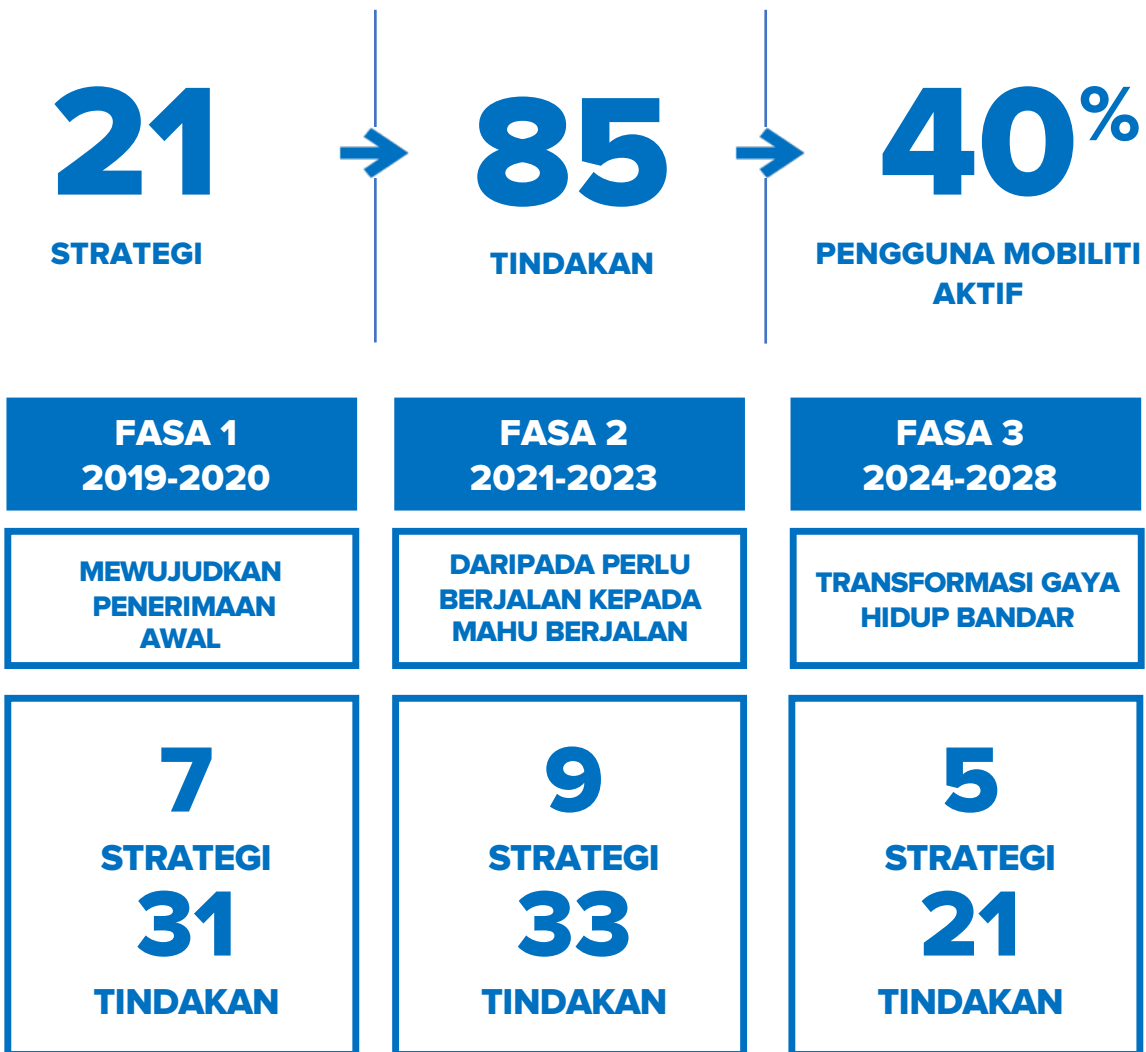 21
STRATEGI
85
TINDAKAN
40%
PENGGUNA MOBILITI
AKTIF
FASA 1
2019-2020
MEWUJUDKAN
PENERIMAAN
AWAL
7
STRATEGI
31
TINDAKAN
FASA 2
2021-2023
DARIPADA PERLU
BERJALAN KEPADA
MAHU BERJALAN
9
STRATEGI
33
TINDAKAN
FASA 3
2024-2028
TRANSFORMASI GAYA
HIDUP BANDAR
5
STRATEGI
21
TINDAKAN